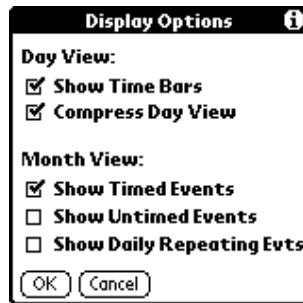 Display Options i
Day View:
Show Time Bars
Compress Day View
Month View:
Show Timed Events
Show Untimed Events
Show Daily Repeating Evts
OK Cancel